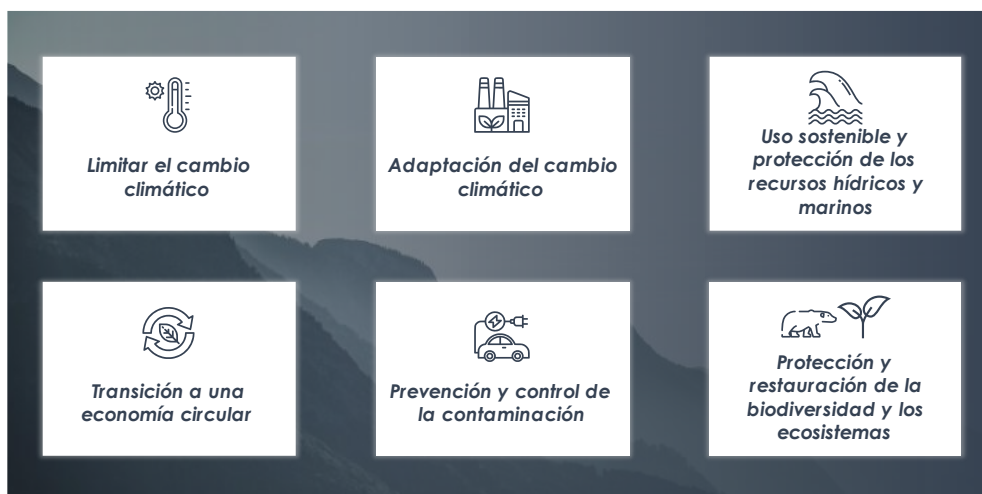 Limitar el cambio
climático
Adaptación del cambio
climático
Uso sostenible y
protección de los
recursos hídricos y
marinos
Transición a una
economía circular
Prevención y control de
la contaminación
Protección y
restauración de la
biodiversidad y los
ecosistemas